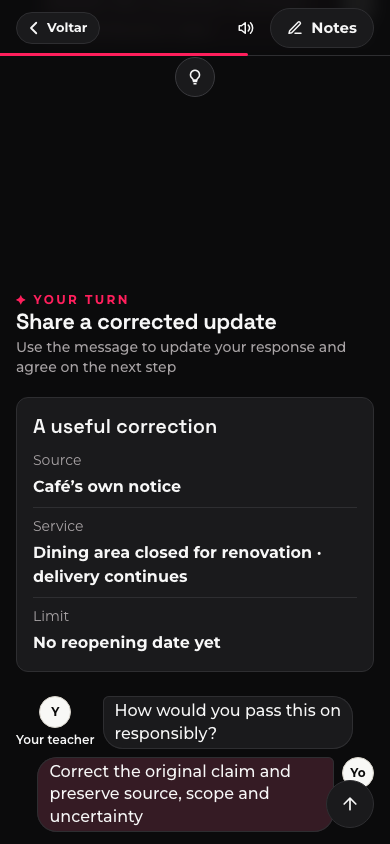 Voltar
Notes
YOUR TURN
Share a corrected update
Use the message to update your response and
agree on the next step
A useful correction
Source
Café's own notice
Service
Dining area closed for renovation ·
delivery continues
Limit
No reopening date yet
Y
Your teacher
How would you pass this on
responsibly?
Yo
Correct the original claim and
preserve source, scope and
uncertainty